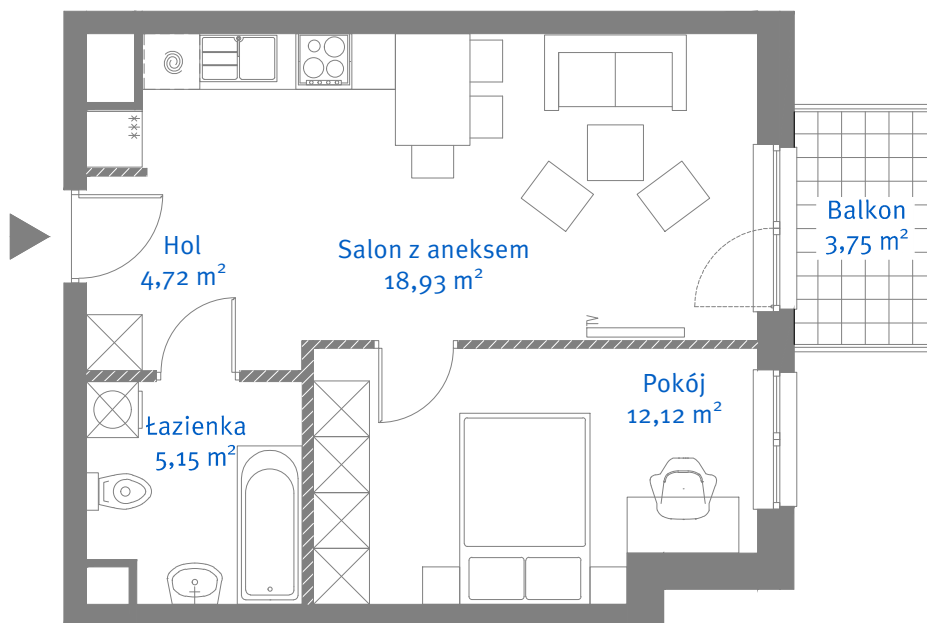 Hol
4,72 m²
Salon z aneksem
18,93 m²
Balkon
3,75 m²
Pokój
12,12 m²
Łazienka
5,15 m²
TV